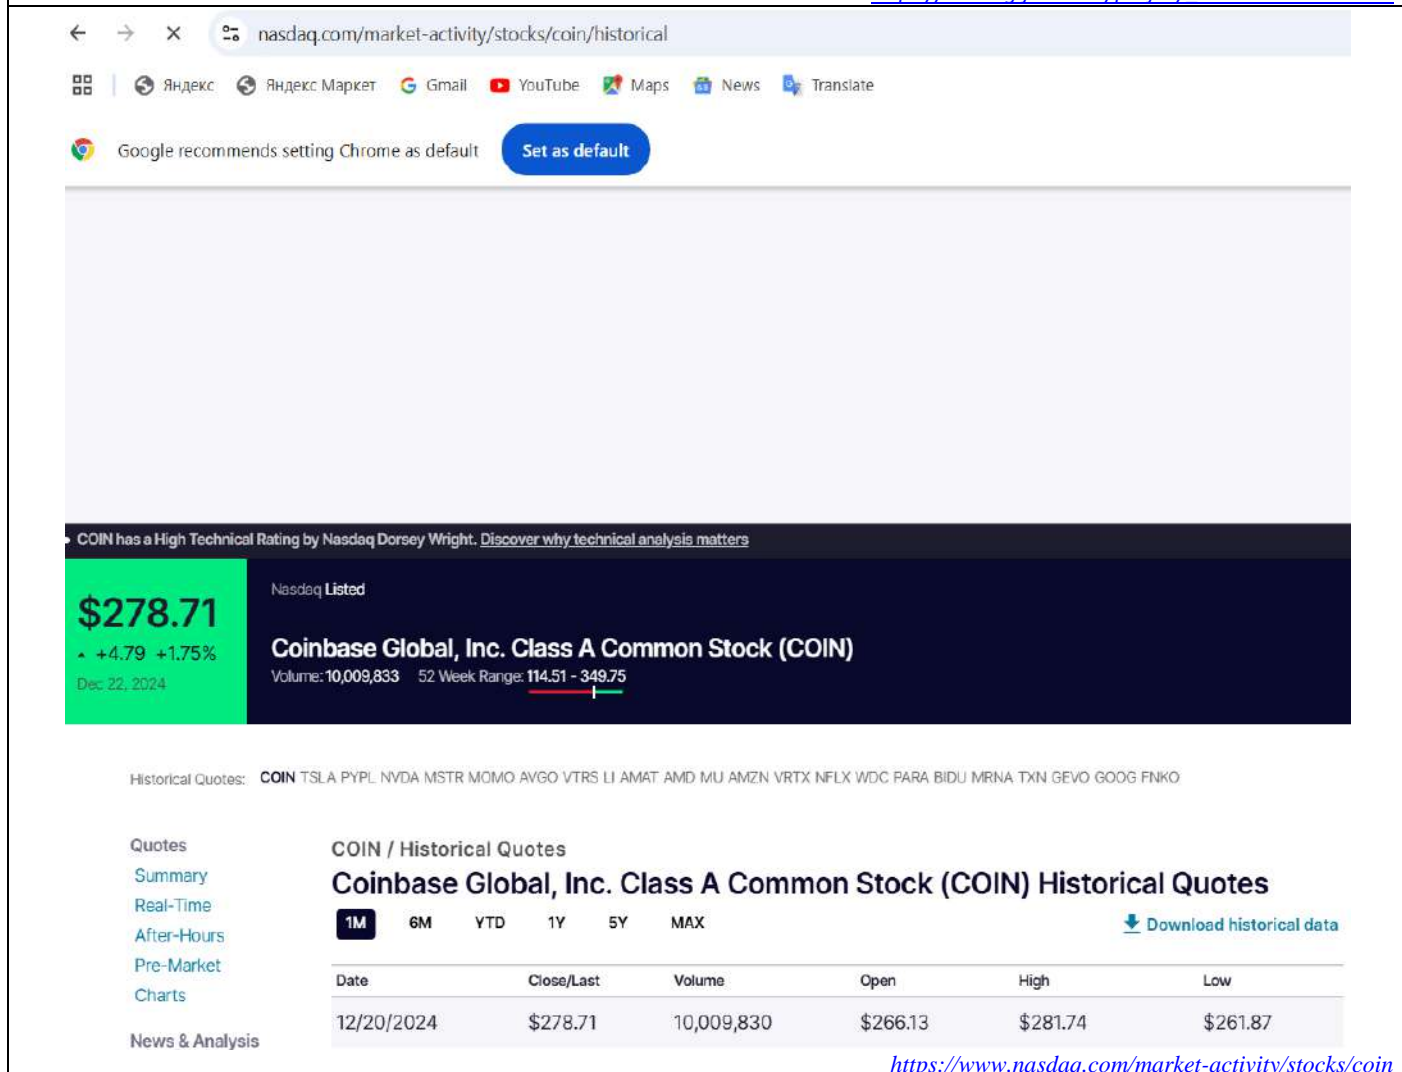 nasdaq.com/market-activity/stocks/coin/historical
Яндекс Яндекс Маркет Gmail YouTube Maps News Translate
Google recommends setting Chrome as default Set as default
COIN has a High Technical Rating by Nasdaq Dorsey Wright. Discover why technical analysis matters
Nasdaq Listed
$278.71
+4.79 +1.75%
Dec 22, 2024
Coinbase Global, Inc. Class A Common Stock (COIN)
Volume: 10,009,833 52 Week Range: 114.51 - 349.75
Historical Quotes: COIN TSLA PYPL NVDA MSTR MOMO AVGO VTRS LI AMAT AMD MU AMZN VRTX NFLX WDC PARA BIDU MRNA TXN GEVO GOOG FNKO
Quotes
Summary
Real-Time
After-Hours
Pre-Market
Charts
News & Analysis
COIN / Historical Quotes
Coinbase Global, Inc. Class A Common Stock (COIN) Historical Quotes
1M 6M YTD 1Y 5Y MAX
Download historical data
Date Close/Last Volume Open High Low
12/20/2024 $278.71 10,009,830 $266.13 $281.74 $261.87
https://www.nasdaq.com/market-activity/stocks/coin